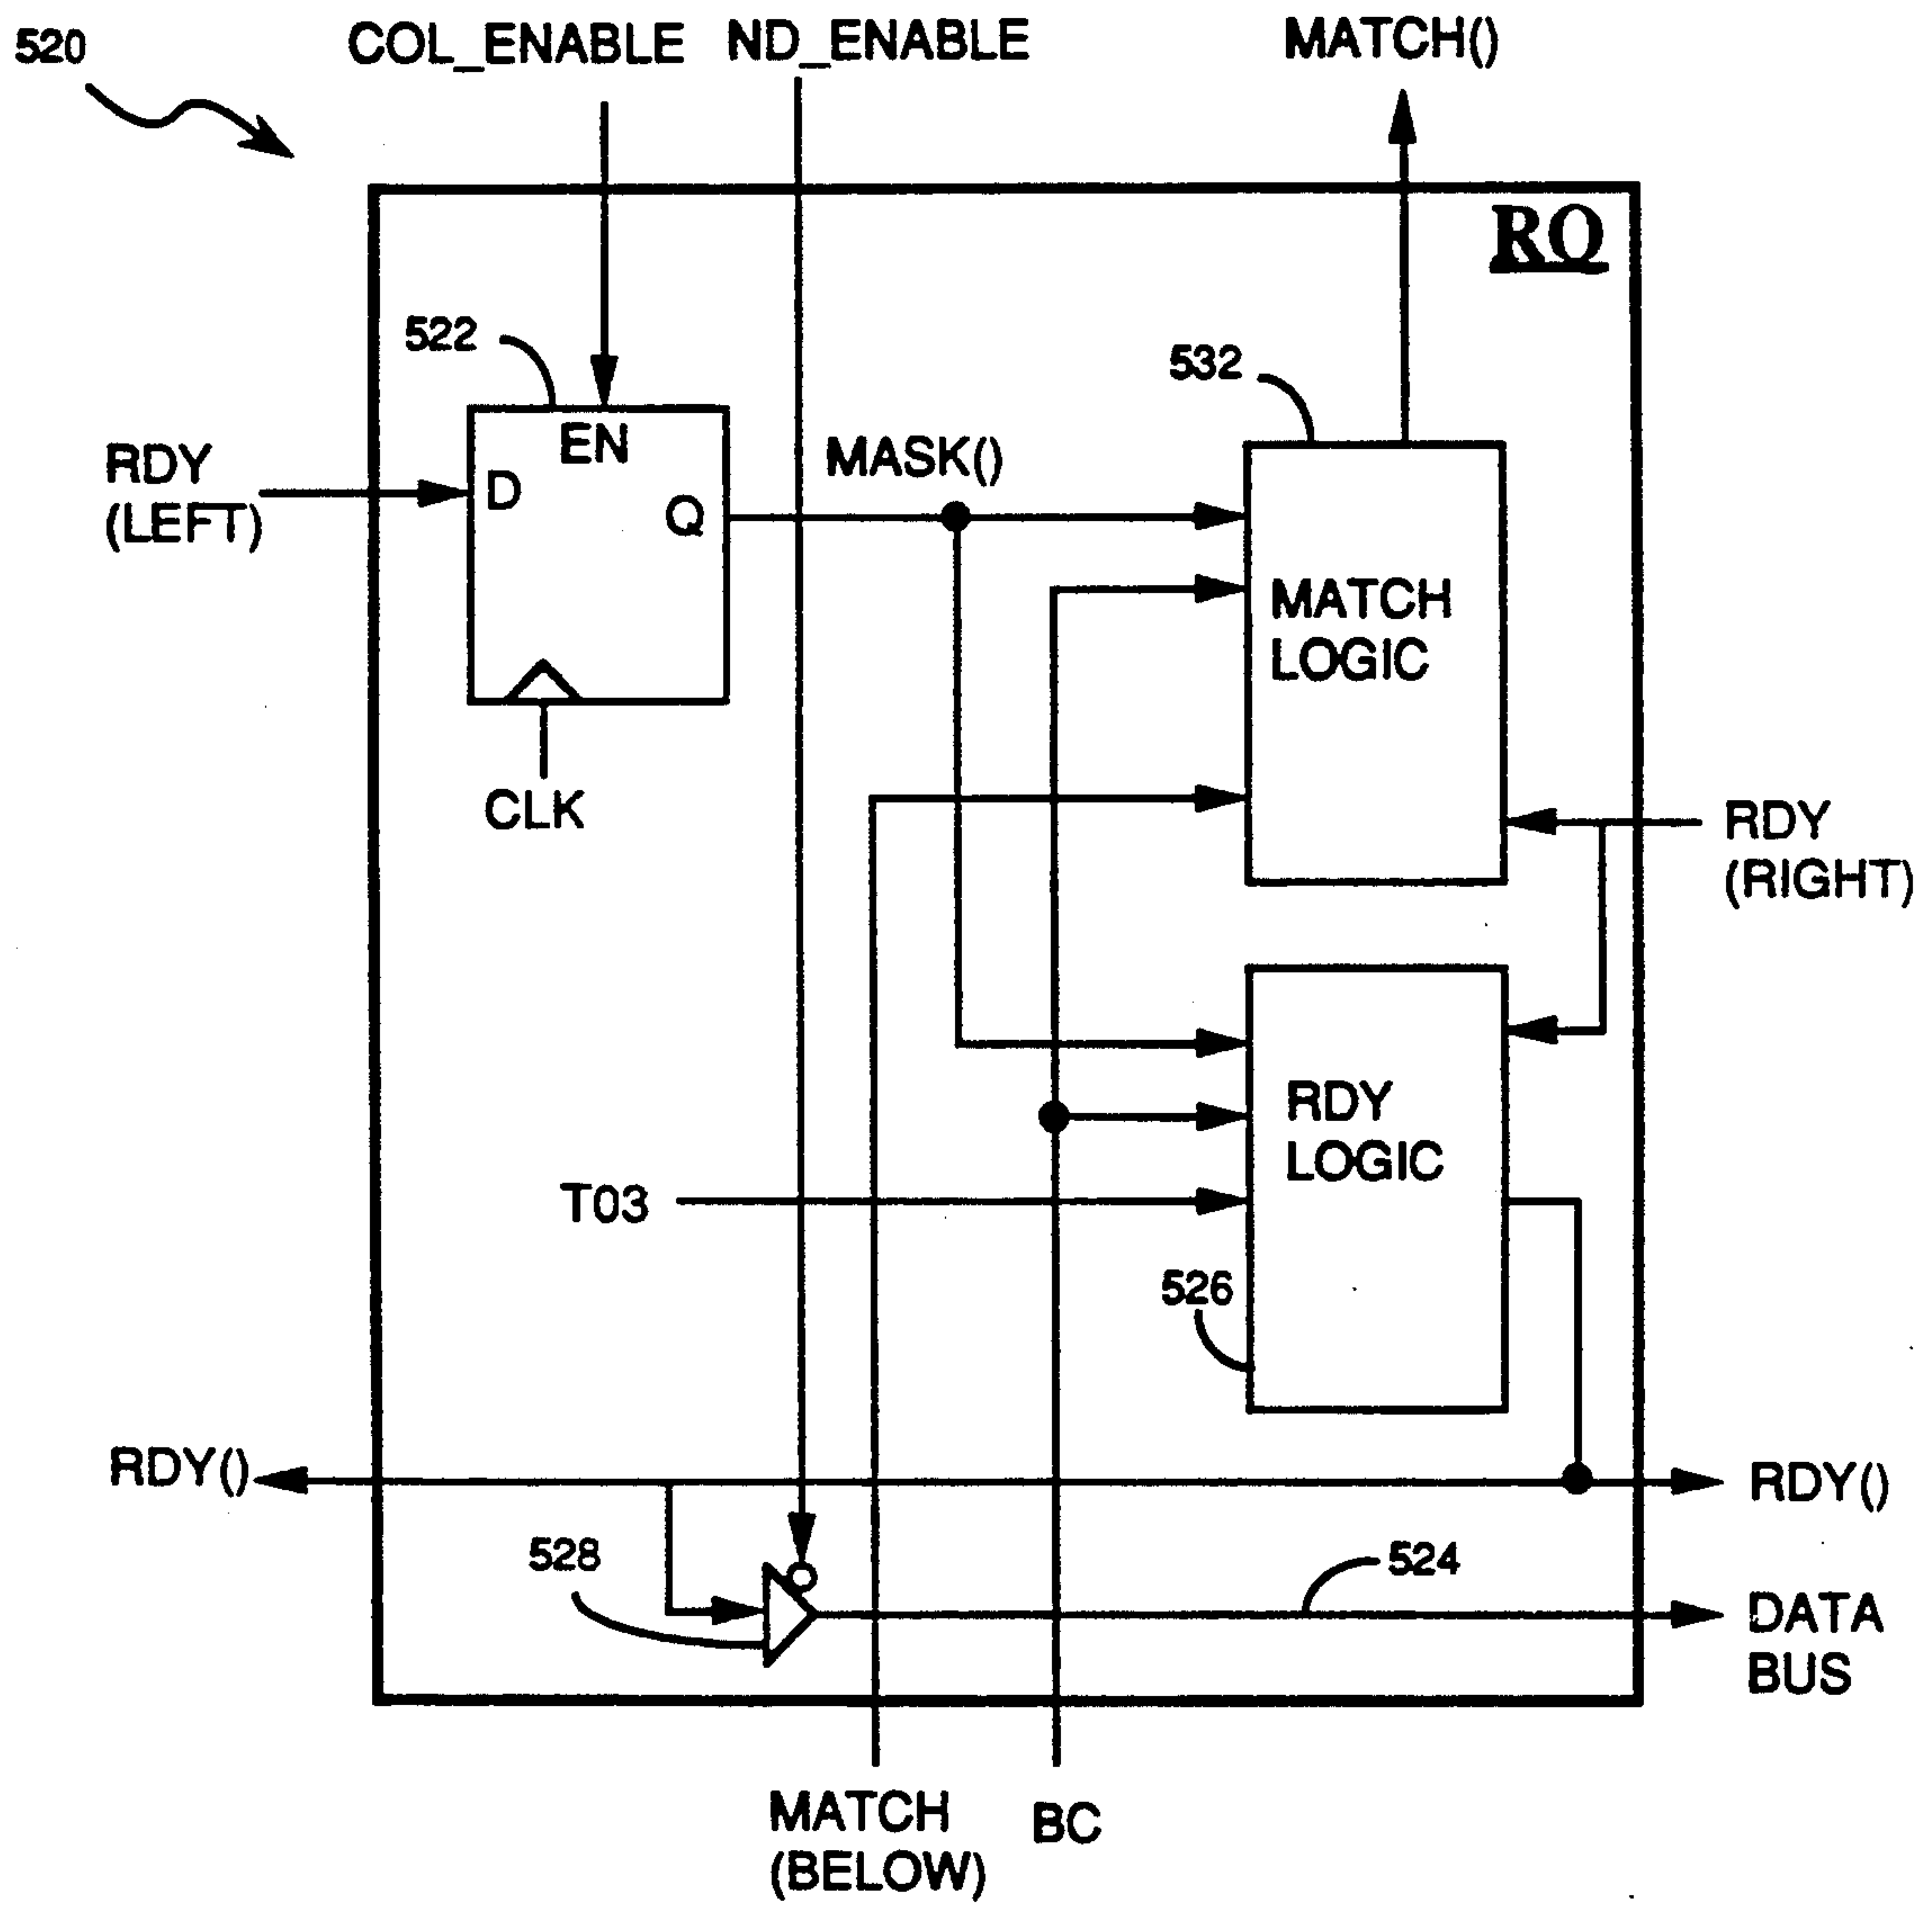 520
COL_ENABLE
ND_ENABLE
MATCH()
RQ
522
532
EN
RDY
(LEFT)
D
Q
MASK()
MATCH
LOGIC
CLK
RDY
(RIGHT)
RDY
LOGIC
T03
526
RDY()
RDY()
528
524
DATA
BUS
MATCH
(BELOW)
BC